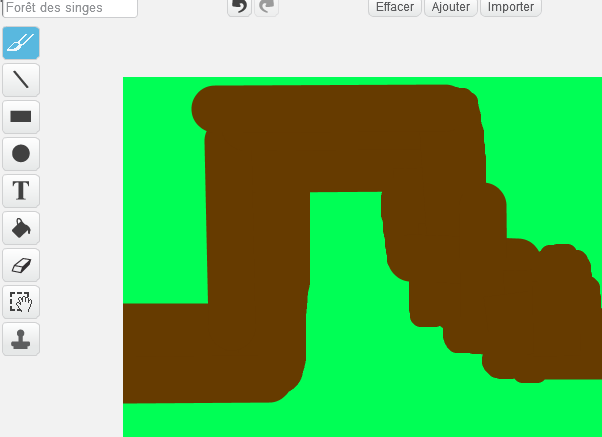 Forêt des singes
Effacer Ajouter Importer
T